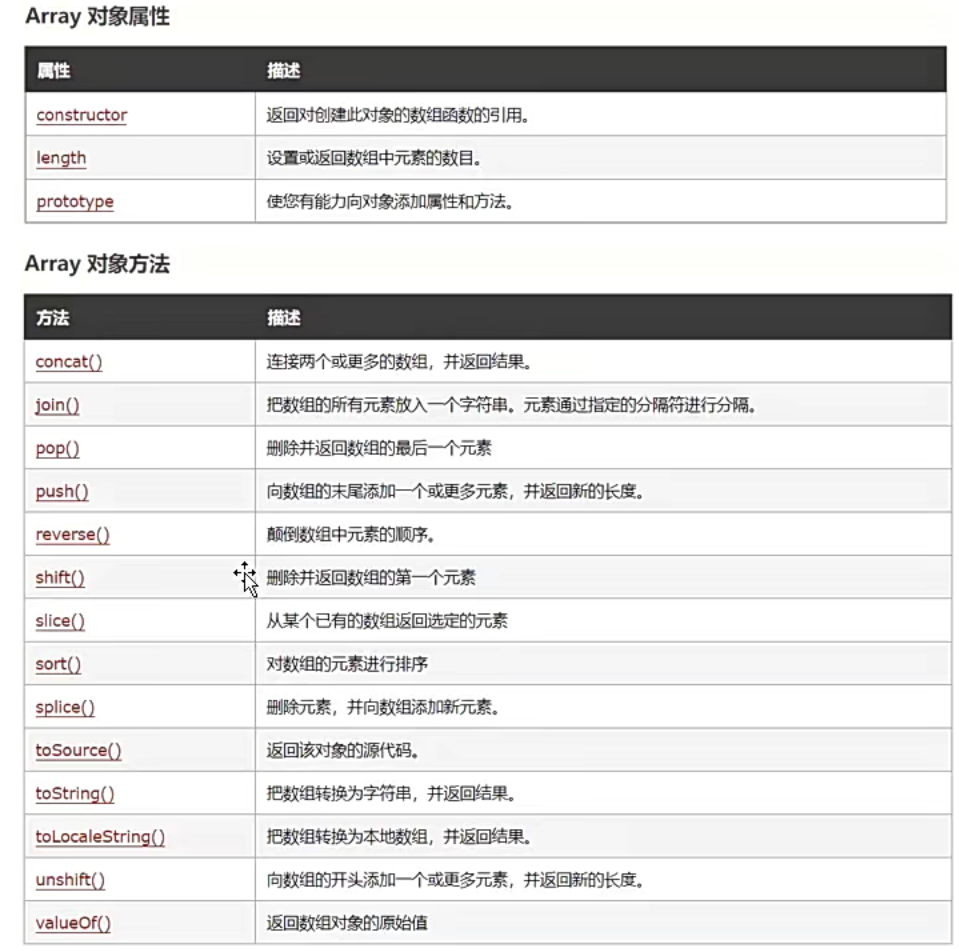 Array 对象属性
属性 描述
constructor 返回对创建此对象的数组函数的引用。
length 设置或返回数组中元素的数目。
prototype 使您有能力向对象添加属性和方法。
Array 对象方法
方法 描述
concat() 连接两个或更多的数组，并返回结果。
join() 把数组的所有元素放入一个字符串。元素通过指定的分隔符进行分隔。
pop() 删除并返回数组的最后一个元素
push() 向数组的末尾添加一个或更多元素，并返回新的长度。
reverse() 颠倒数组中元素的顺序。
shift() 删除并返回数组的第一个元素
slice() 从某个已有的数组返回选定的元素
sort() 对数组的元素进行排序
splice() 删除元素，并向数组添加新元素。
toSource() 返回该对象的源代码。
toString() 把数组转换为字符串，并返回结果。
toLocaleString() 把数组转换为本地数组，并返回结果。
unshift() 向数组的开头添加一个或更多元素，并返回新的长度。
valueOf() 返回数组对象的原始值